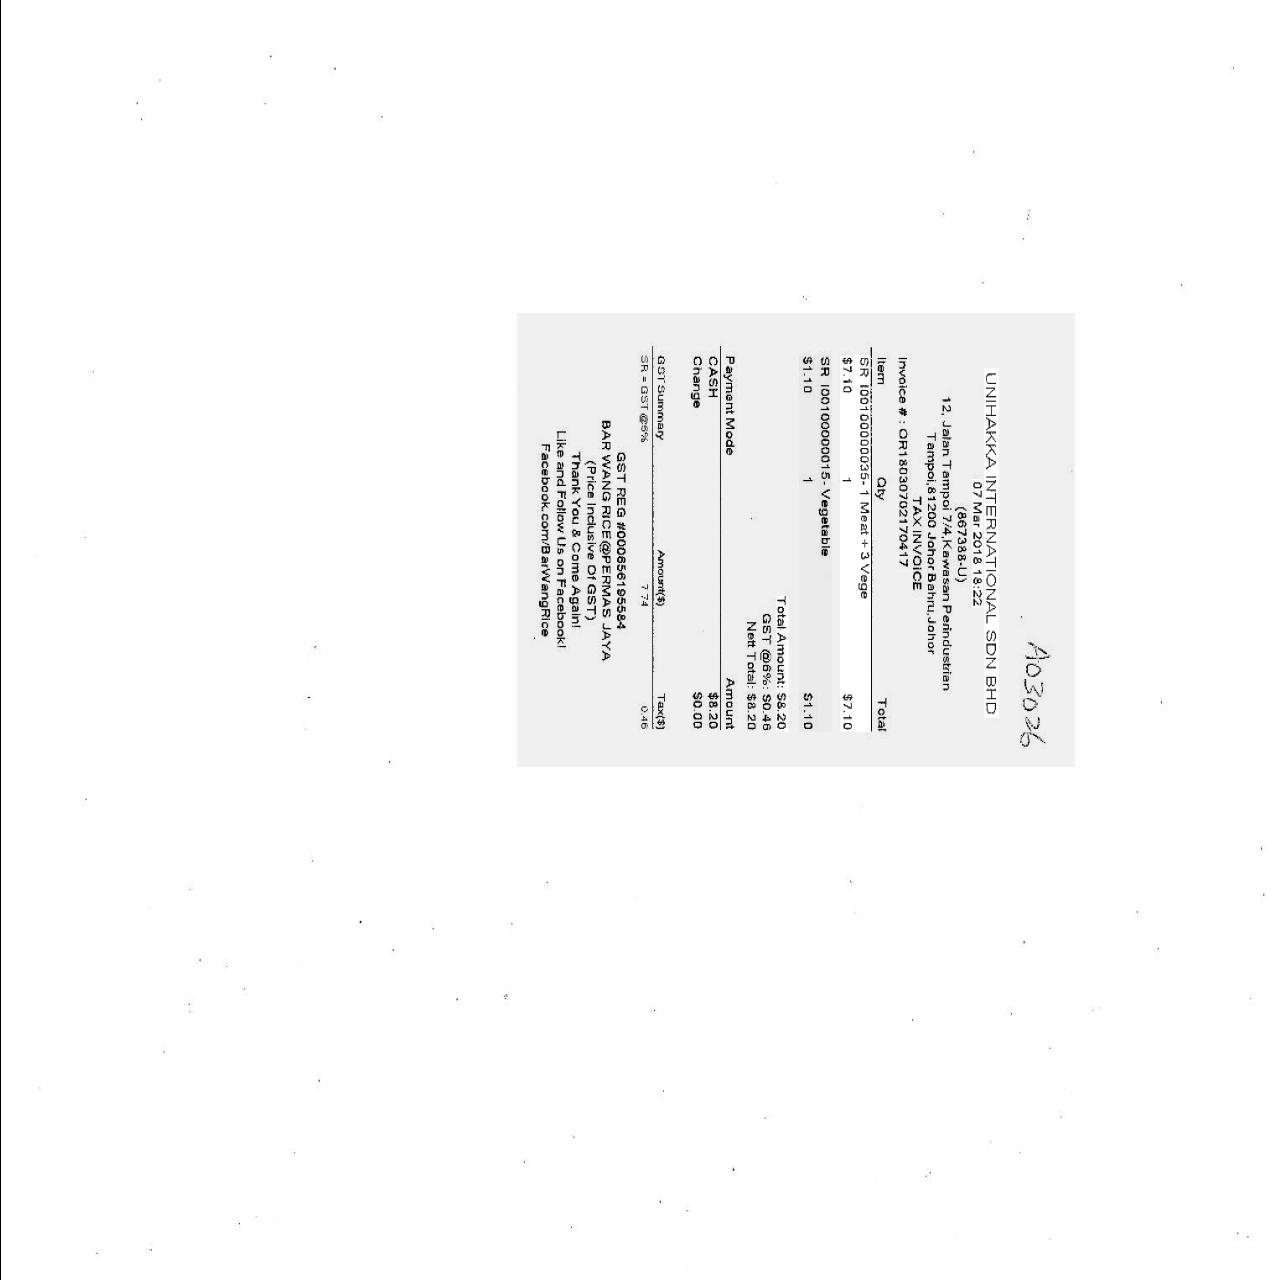 A03026
UNIHAKKA INTERNATIONAL SDN BHD
07 Mar 2018 18:22
(867388-U)
12, Jalan Tampoi 7/4,Kawasan Perindustrian
Tampoi,81200 Johor Bahru,Johor
TAX INVOICE
Invoice # : OR18030702170417
Item Qty Total
SR I00100000035- 1 Meat + 3 Vege
$7.10 1 $7.10
SR I00100000015- Vegetable
$1.10 1 $1.10
Total Amount: $8.20
GST @6%: $0.46
Nett Total: $8.20
Payment Mode Amount
CASH $8.20
Change $0.00
GST Summary Amount($) Tax($)
SR = GST @6% 7.74 0.46
GST REG #000656195584
BAR WANG RICE@PERMAS JAYA
(Price Inclusive Of GST)
Thank You & Come Again!
Like and Follow Us on Facebook!
Facebook.com/BarWangRice